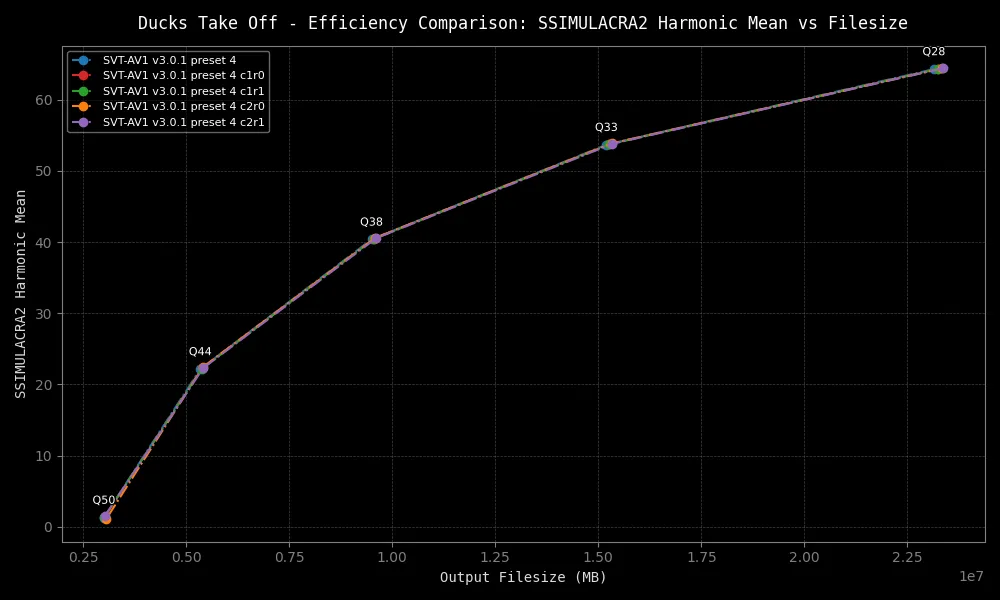 Ducks Take Off - Efficiency Comparison: SSIMULACRA2 Harmonic Mean vs Filesize
SVT-AV1 v3.0.1 preset 4
SVT-AV1 v3.0.1 preset 4 c1r0
SVT-AV1 v3.0.1 preset 4 c1r1
SVT-AV1 v3.0.1 preset 4 c2r0
SVT-AV1 v3.0.1 preset 4 c2r1
Q28
Q33
Q38
Q44
Q50
SSIMULACRA2 Harmonic Mean
60
50
40
30
20
10
0
0.25 0.50 0.75 1.00 1.25 1.50 1.75 2.00 2.25
1e7
Output Filesize (MB)